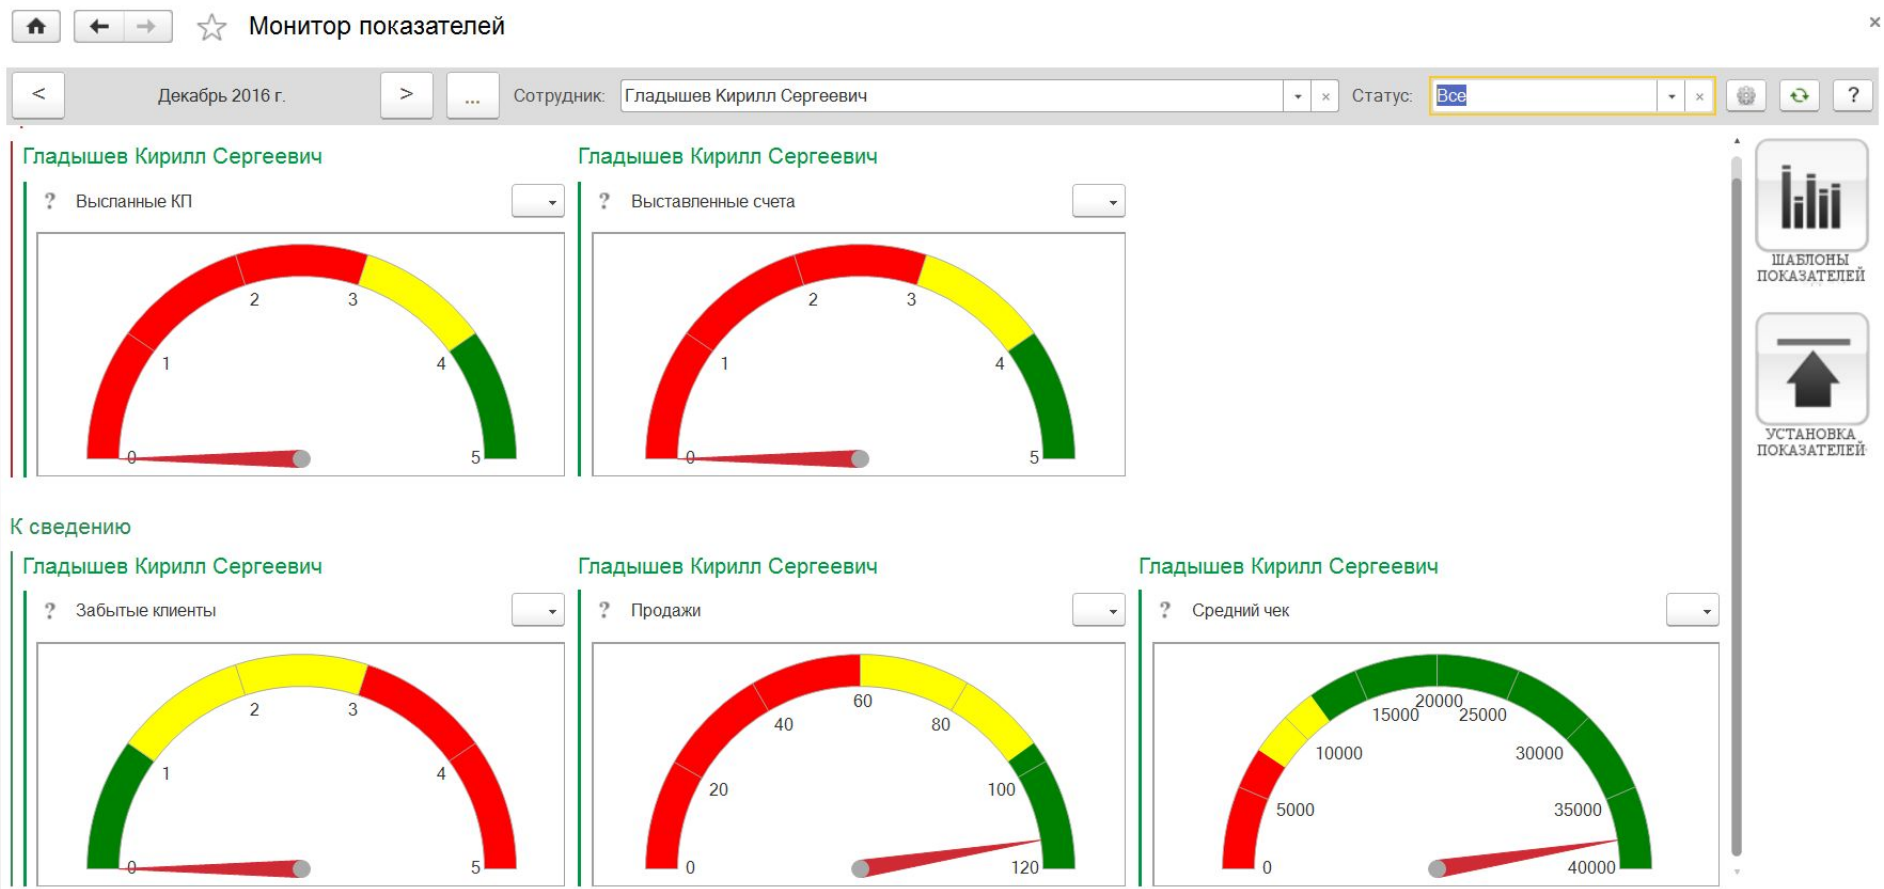 Монитор показателей
×
<
Декабрь 2016 г.
>
...
Сотрудник:
Гладышев Кирилл Сергеевич
×
Статус:
Все
×
?
Гладышев Кирилл Сергеевич
Гладышев Кирилл Сергеевич
? Высланные КП
? Выставленные счета
0 1 2 3 4 5
0 1 2 3 4 5
ШАБЛОНЫ
ПОКАЗАТЕЛЕЙ
УСТАНОВКА
ПОКАЗАТЕЛЕЙ
К сведению
Гладышев Кирилл Сергеевич
Гладышев Кирилл Сергеевич
Гладышев Кирилл Сергеевич
? Забытые клиенты
? Продажи
? Средний чек
0 1 2 3 4 5
0 20 40 60 80 100 120
0 5000 10000 15000 20000 25000 30000 35000 40000